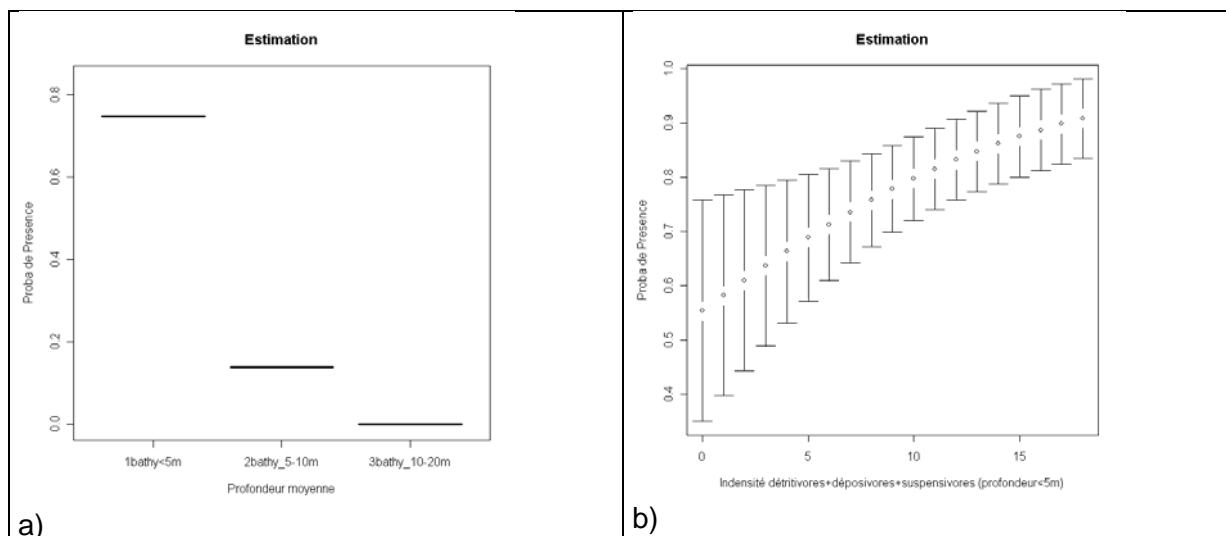 Estimation
0.8
0.6
0.4
0.2
0.0
Proba de Presence
1bathy<5m 2bathy_5-10m 3bathy_10-20m
Profondeur moyenne
a)
Estimation
1.0
0.9
0.8
0.7
0.6
0.5
0.4
Proba de Presence
0 5 10 15
Indensité détritivores+déposivores+suspensivores (profondeur<5m)
b)